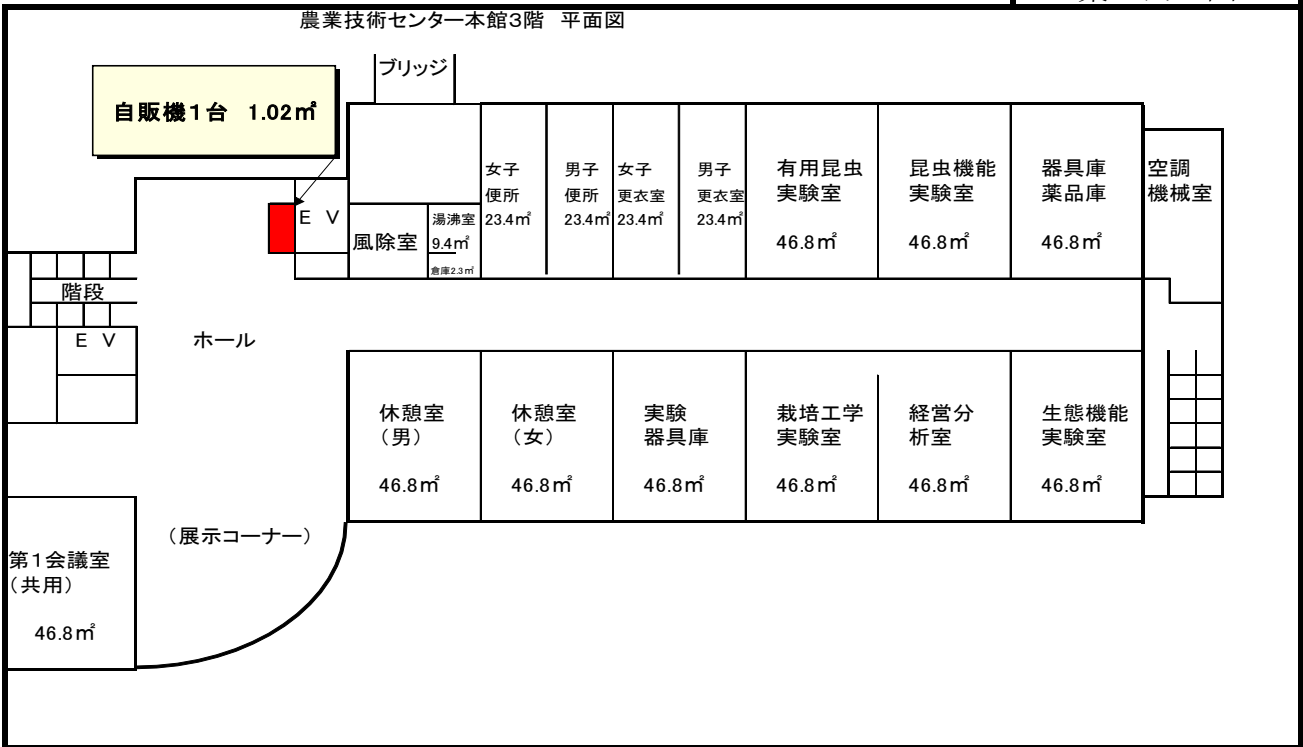 農業技術センター本館3階 平面図
ブリッジ
自販機1台 1.02㎡
EV
風除室
湯沸室
9.4㎡
倉庫2.3㎡
女子
便所
23.4㎡
男子
便所
23.4㎡
女子
更衣室
23.4㎡
男子
更衣室
23.4㎡
有用昆虫
実験室
46.8㎡
昆虫機能
実験室
46.8㎡
器具庫
薬品庫
46.8㎡
空調
機械室
階段
EV
ホール
休憩室
(男)
46.8㎡
休憩室
(女)
46.8㎡
実験
器具庫
46.8㎡
栽培工学
実験室
46.8㎡
経営分
析室
46.8㎡
生態機能
実験室
46.8㎡
(展示コーナー)
第1会議室
(共用)
46.8㎡